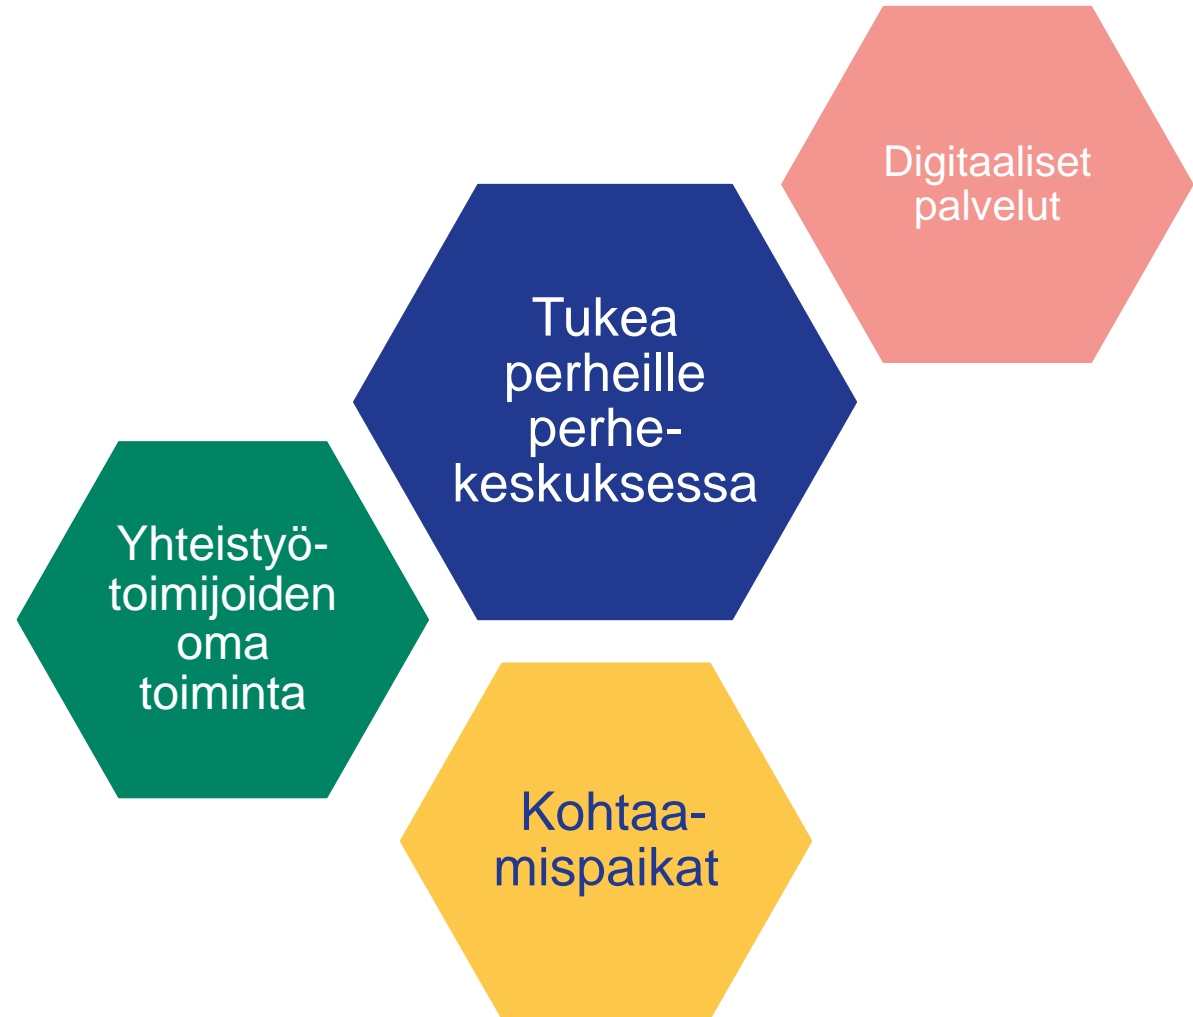 Digitaaliset
palvelut
Tukea
perheille
perhe-
keskuksessa
Yhteistyö-
toimijoiden
oma
toiminta
Kohtaa-
mispaikat